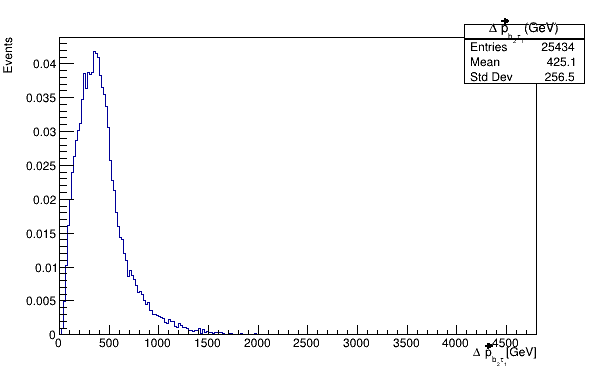 Δ p⃗_b₂τ₁ (GeV)
Entries 25434
Mean 425.1
Std Dev 256.5
Events
0.04
0.035
0.03
0.025
0.02
0.015
0.01
0.005
0
0 500 1000 1500 2000 2500 3000 3500 4000 4500
Δ p⃗_b₂τ₁ [GeV]